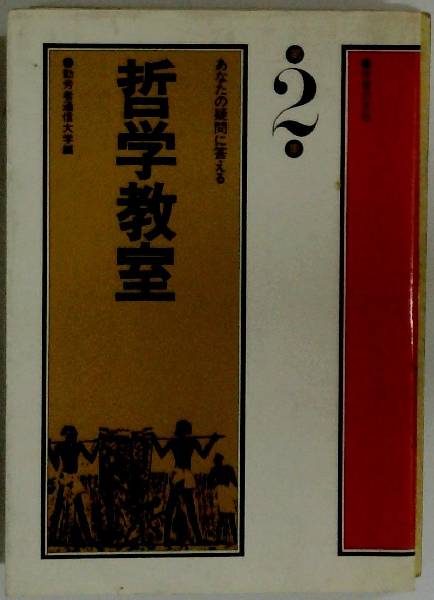 2
あなたの疑問に答える
哲学教室
●勤労者通信大学編